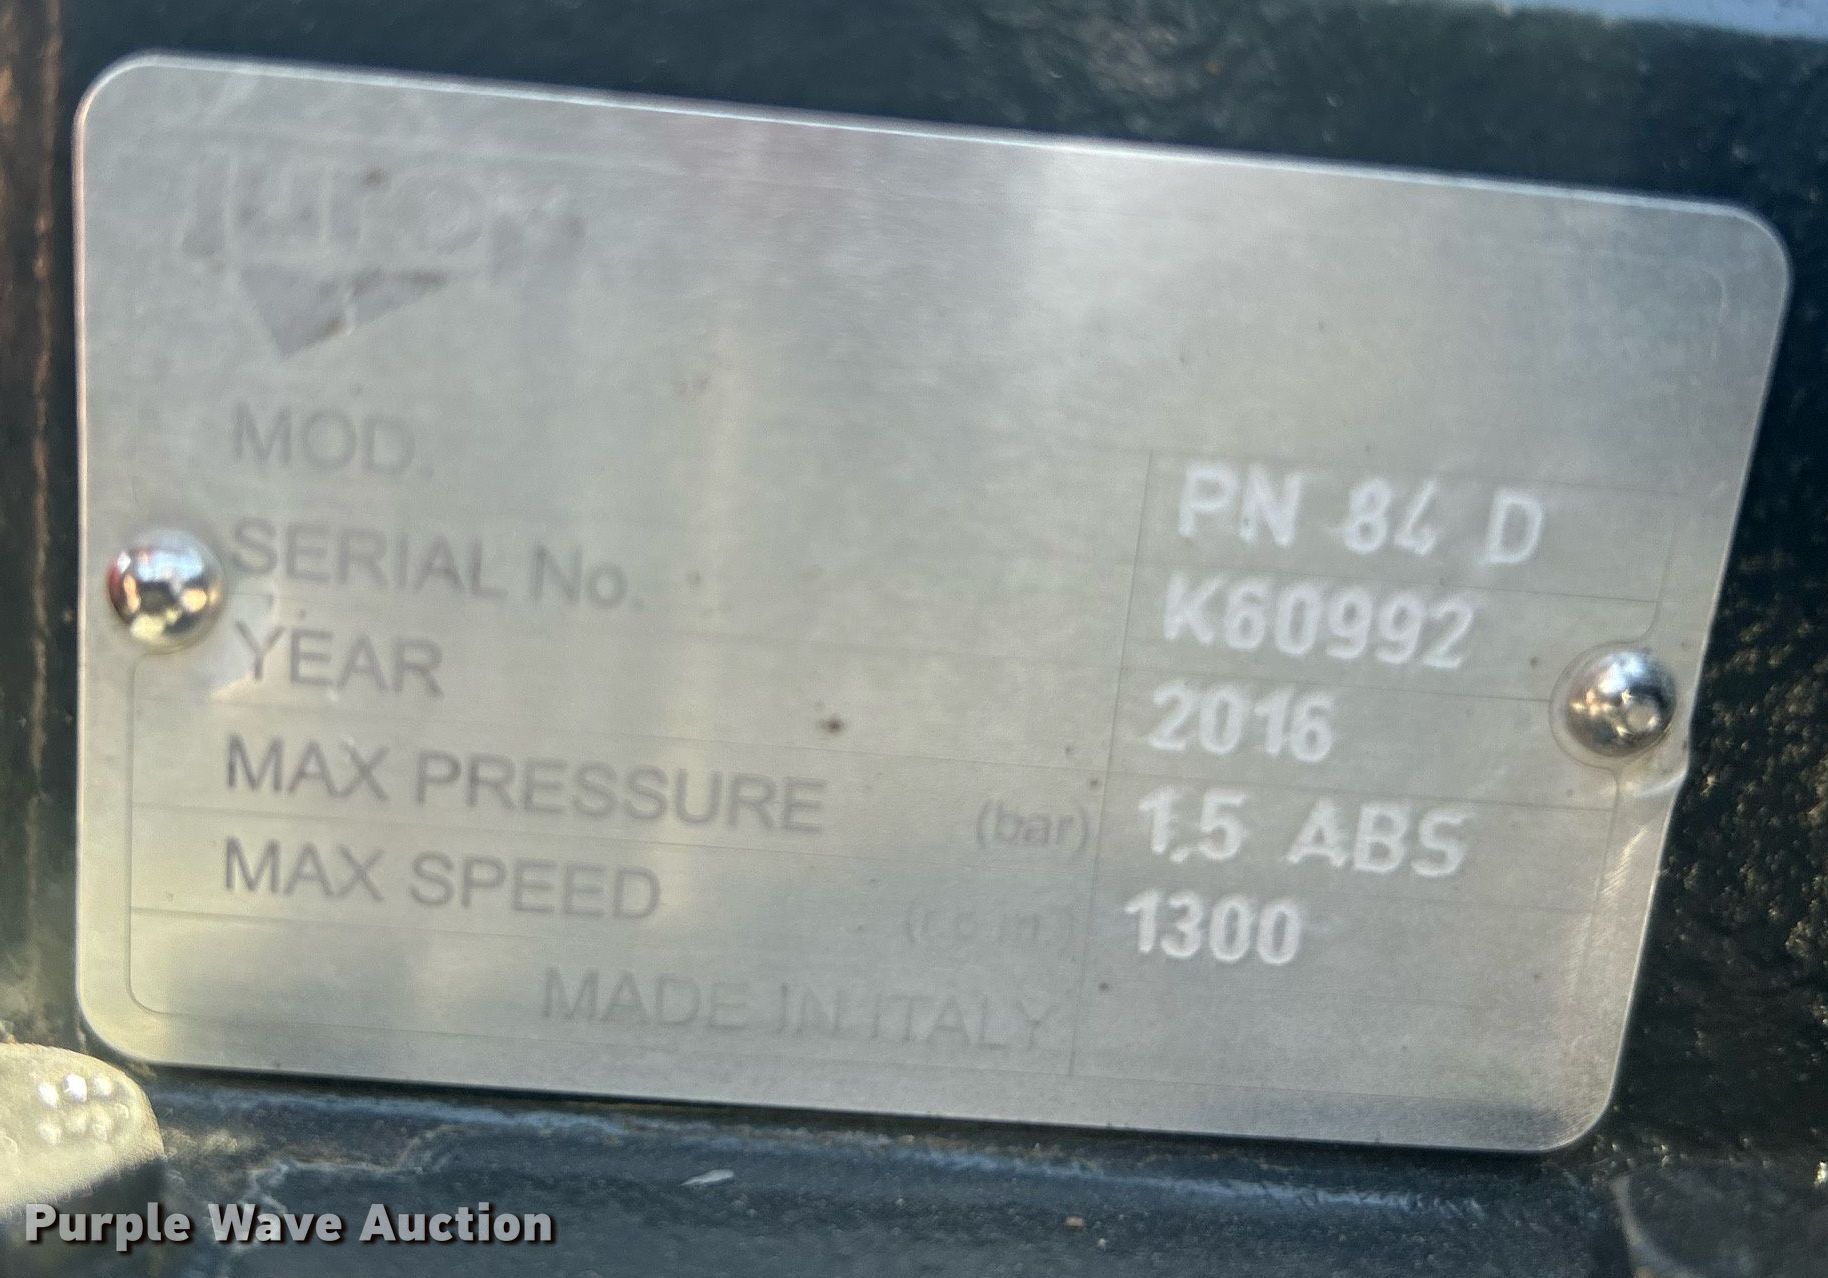 Jurop
MOD. PN 84 D
SERIAL No. K60992
YEAR 2016
MAX PRESSURE (bar) 1,5 ABS
MAX SPEED (r.p.m.) 1300
MADE IN ITALY
Purple Wave Auction